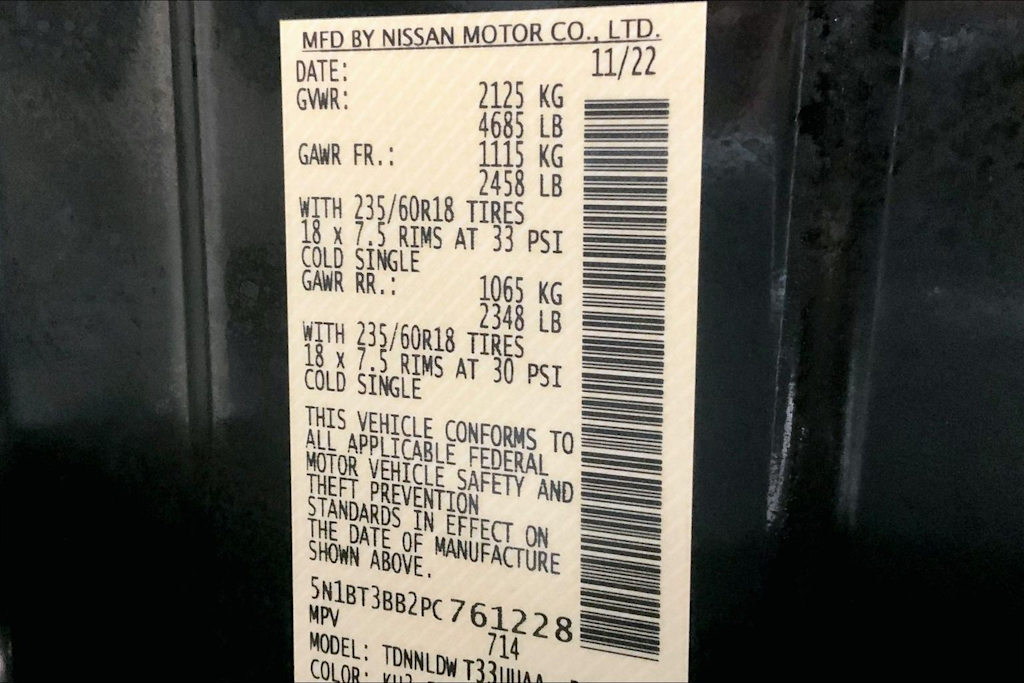 MFD BY NISSAN MOTOR CO., LTD.
DATE: 11/22
GVWR: 2125 KG
4685 LB
GAWR FR.: 1115 KG
2458 LB
WITH 235/60R18 TIRES
18 x 7.5 RIMS AT 33 PSI
COLD SINGLE
GAWR RR.: 1065 KG
2348 LB
WITH 235/60R18 TIRES
18 x 7.5 RIMS AT 30 PSI
COLD SINGLE
THIS VEHICLE CONFORMS TO
ALL APPLICABLE FEDERAL
MOTOR VEHICLE SAFETY AND
THEFT PREVENTION
STANDARDS IN EFFECT ON
THE DATE OF MANUFACTURE
SHOWN ABOVE.
5N1BT3BB2PC761228
MPV 714
MODEL: TDNNLDW
COLOR: